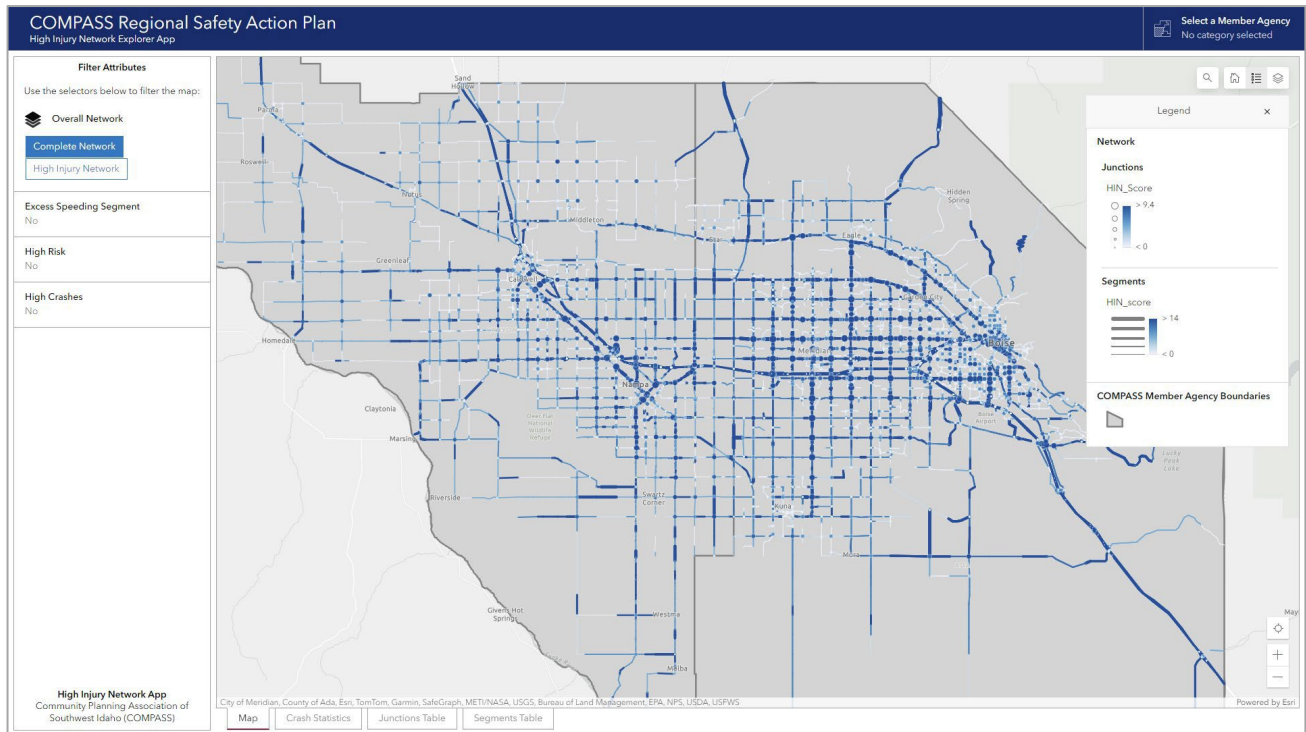 COMPASS Regional Safety Action Plan
High Injury Network Explorer App
Select a Member Agency
No category selected
Filter Attributes
Use the selectors below to filter the map:
Overall Network
Complete Network
High Injury Network
Excess Speeding Segment
No
High Risk
No
High Crashes
No
High Injury Network App
Community Planning Association of
Southwest Idaho (COMPASS)
Sand
Hollow
Parma
Roswell
Notus
Middleton
Hidden
Spring
Star
Eagle
Greenleaf
Caldwell
Garden City
Homedale
Meridian
Boise
Nampa
Claytonia
Deer Flat
National
Wildlife
Refuge
Boise
Airport
Marsing
Lucky
Peak
Lake
Riverside
Swartz
Corner
Kuna
Mora
Givens Hot
Springs
Westma
May
Melba
Legend
Network
Junctions
HIN_Score
> 9.4
< 0
Segments
HIN_score
> 14
< 0
COMPASS Member Agency Boundaries
City of Meridian, County of Ada, Esri, TomTom, Garmin, SafeGraph, METI/NASA, USGS, Bureau of Land Management, EPA, NPS, USDA, USFWS
Powered by Esri
Map
Crash Statistics
Junctions Table
Segments Table